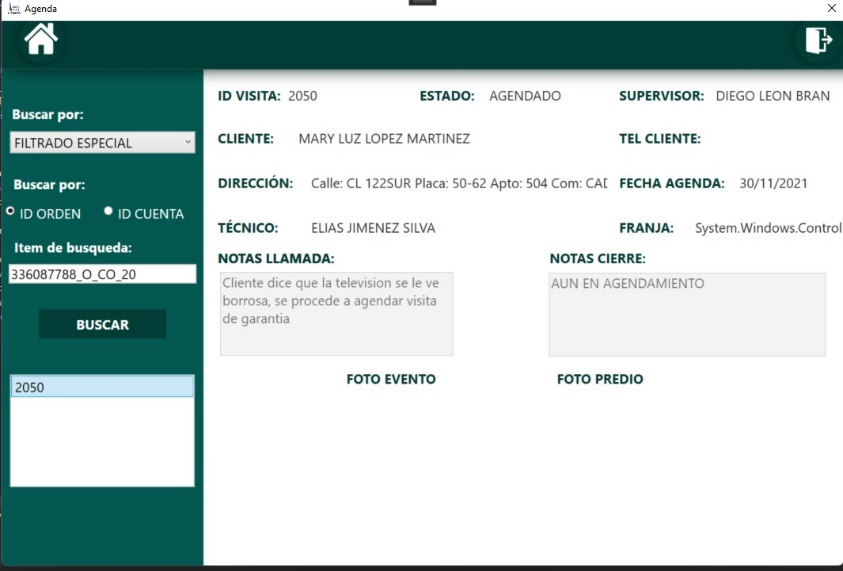 Agenda
Buscar por:
FILTRADO ESPECIAL
Buscar por:
ID ORDEN ID CUENTA
Item de busqueda:
336087788_O_CO_20
BUSCAR
2050
ID VISITA: 2050 ESTADO: AGENDADO SUPERVISOR: DIEGO LEON BRAN
CLIENTE: MARY LUZ LOPEZ MARTINEZ TEL CLIENTE:
DIRECCIÓN: Calle: CL 122SUR Placa: 50-62 Apto: 504 Com: CAD FECHA AGENDA: 30/11/2021
TÉCNICO: ELIAS JIMENEZ SILVA FRANJA: System.Windows.Control
NOTAS LLAMADA: NOTAS CIERRE:
Cliente dice que la television se le ve
borrosa, se procede a agendar visita
de garantia
AUN EN AGENDAMIENTO
FOTO EVENTO FOTO PREDIO